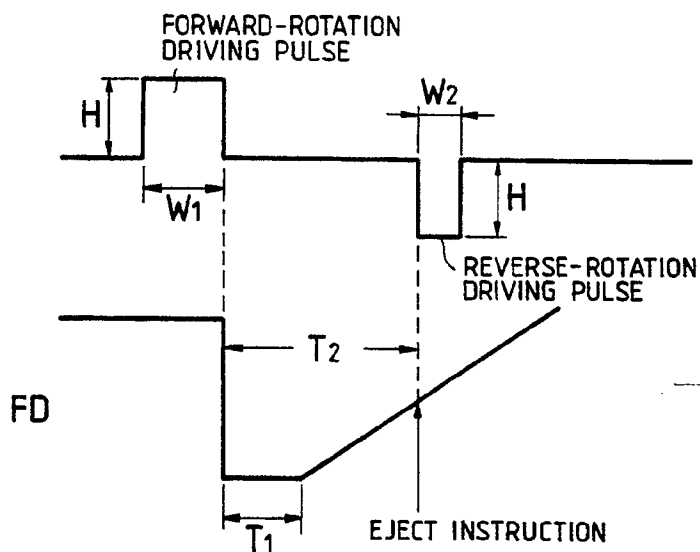 FORWARD-ROTATION
DRIVING PULSE
H
W1
W2
H
REVERSE-ROTATION
DRIVING PULSE
T2
FD
T1
EJECT INSTRUCTION